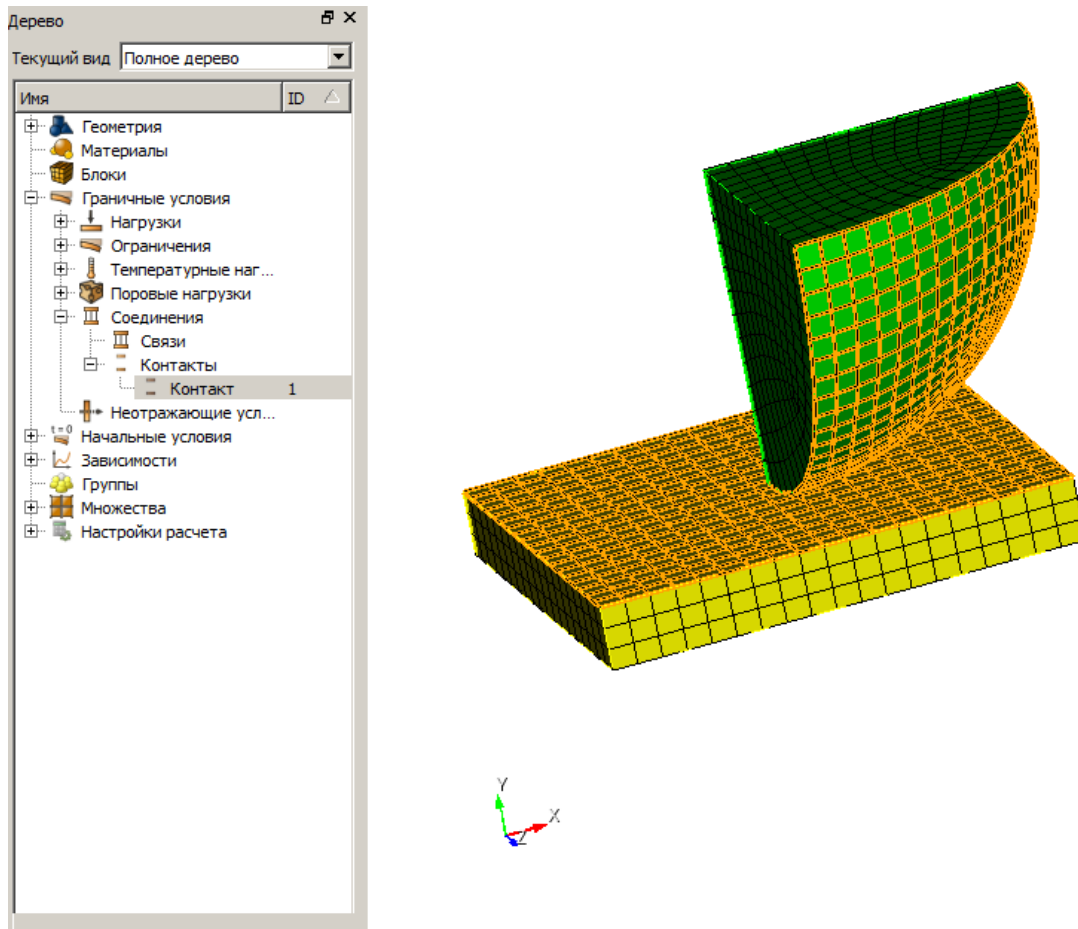 Дерево
Текущий вид Полное дерево
Имя ID
Геометрия
Материалы
Блоки
Граничные условия
Нагрузки
Ограничения
Температурные наг...
Поровые нагрузки
Соединения
Связи
Контакты
Контакт 1
Неотражающие усл...
t=0 Начальные условия
Зависимости
Группы
Множества
Настройки расчета
Y
X
Z